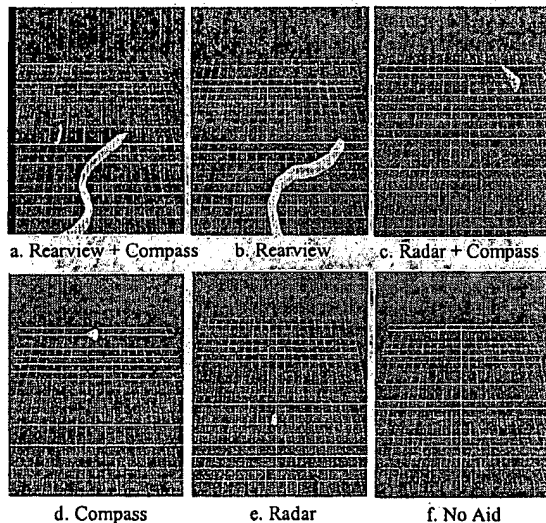 a. Rearview + Compass
b. Rearview
c. Radar + Compass
d. Compass
e. Radar
f. No Aid